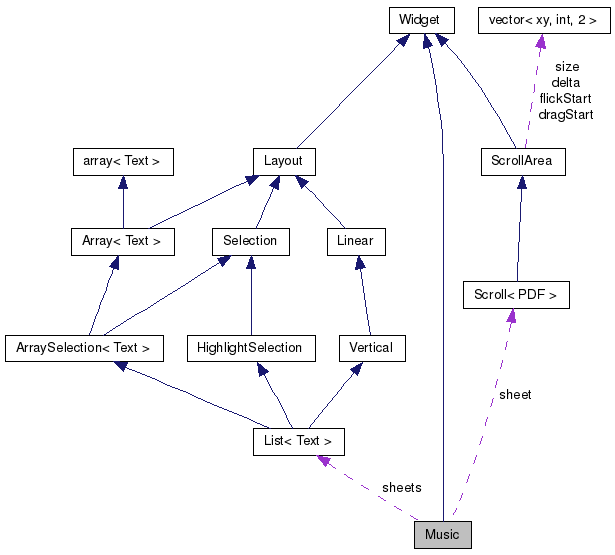 Widget
vector< xy, int, 2 >
size
delta
flickStart
dragStart
array< Text >
Layout
ScrollArea
Array< Text >
Selection
Linear
Scroll< PDF >
ArraySelection< Text >
HighlightSelection
Vertical
sheet
List< Text >
sheets
Music